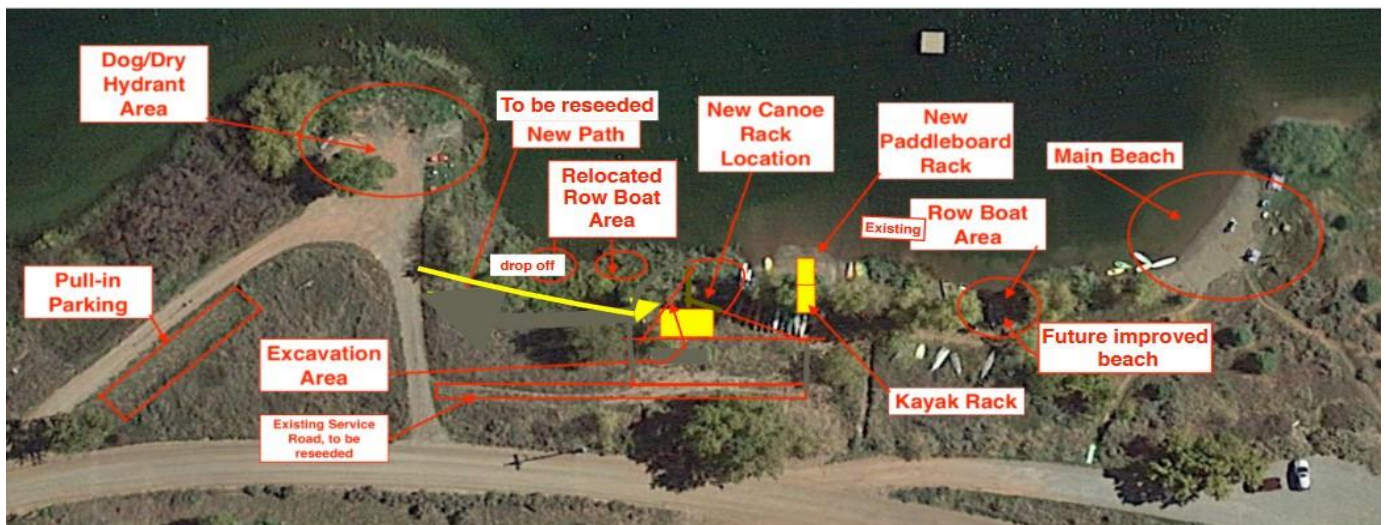 Dog/Dry
Hydrant
Area
To be reseeded
New Path
New Canoe
Rack
Location
New
Paddleboard
Rack
Main Beach
Relocated
Row Boat
Area
Existing
Row Boat
Area
drop off
Pull-in
Parking
Excavation
Area
Future improved
beach
Kayak Rack
Existing Service
Road, to be
reseeded